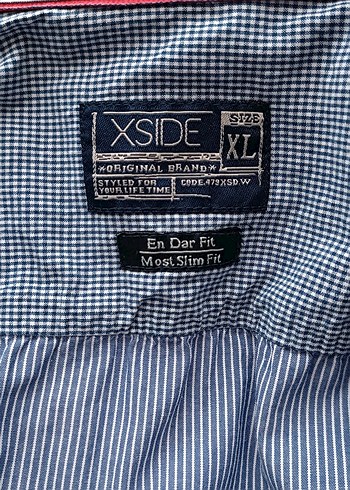 XSIDE
SIZE
XL
*ORIGINAL BRAND*
STYLED FOR
YOUR LIFE TIME
CODE.479XSD.W
En Dar Fit
Most Slim Fit